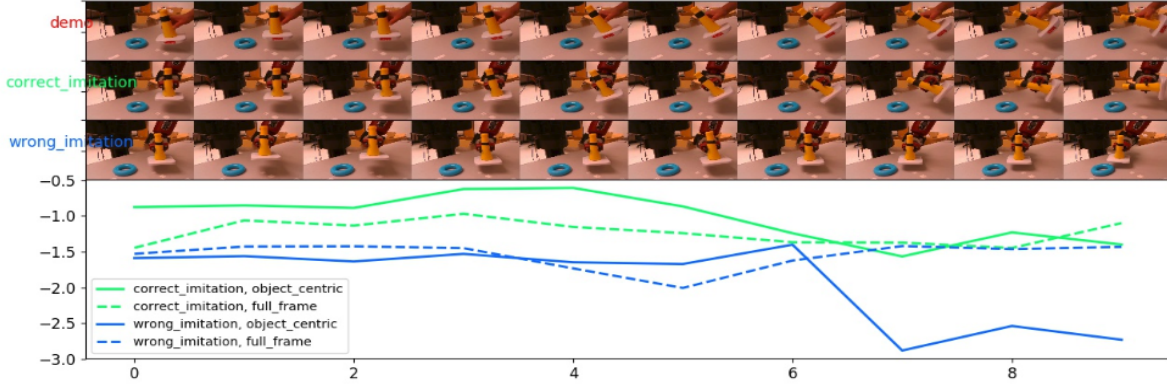 demo
correct_imitation
wrong_imitation
−0.5
−1.0
−1.5
−2.0
−2.5
−3.0
correct_imitation, object_centric
correct_imitation, full_frame
wrong_imitation, object_centric
wrong_imitation, full_frame
0 2 4 6 8